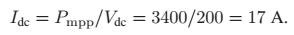 I_dc = P_mpp/V_dc = 3400/200 = 17 A.